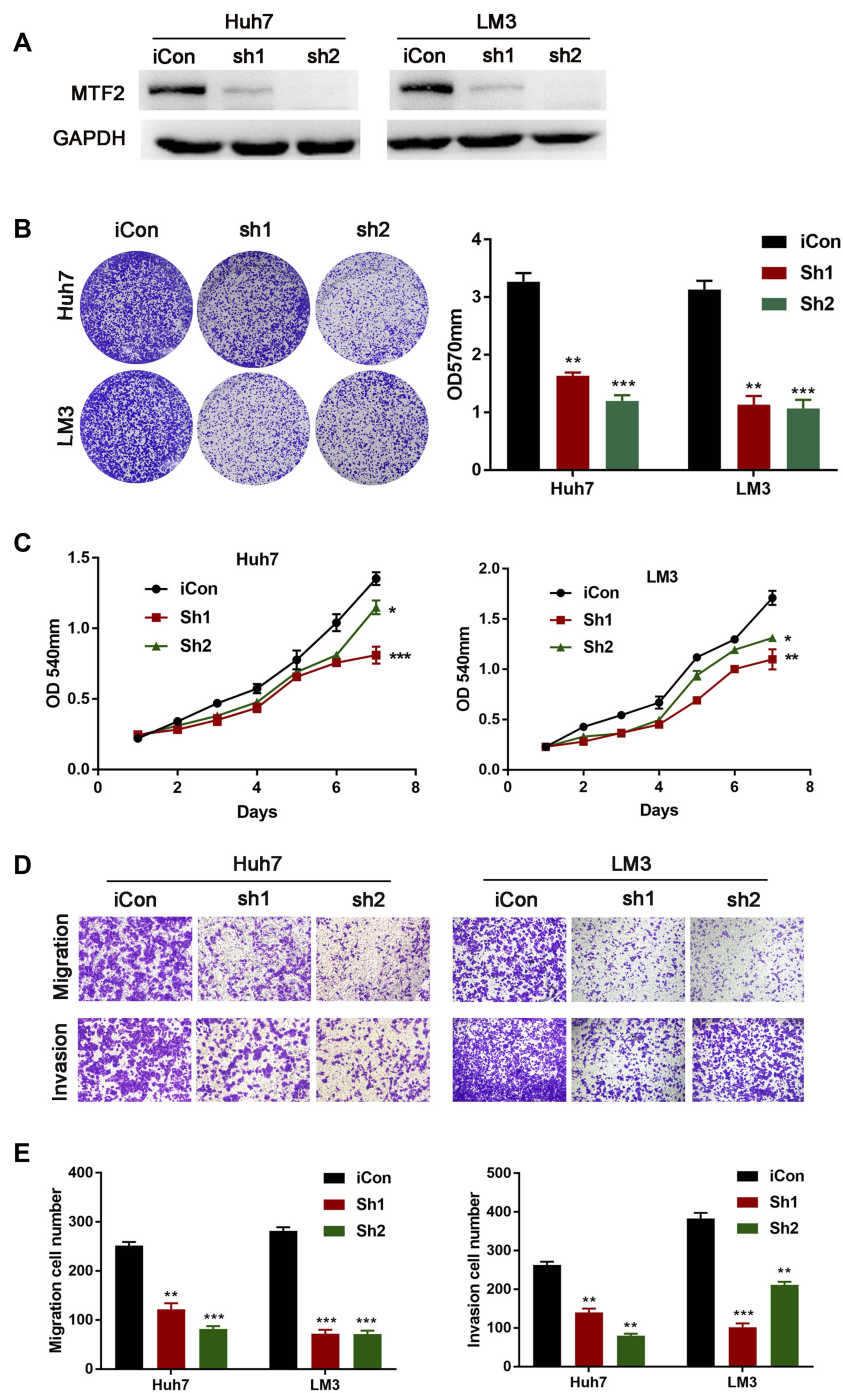 A
Huh7 LM3
iCon sh1 sh2 iCon sh1 sh2
MTF2
GAPDH
B
iCon sh1 sh2
Huh7
LM3
OD570mm
4
3
2
1
0
iCon
Sh1
Sh2
** *** ** ***
Huh7 LM3
C
Huh7
OD 540mm
1.5
1.0
0.5
0.0
iCon
Sh1
Sh2
*
***
0 2 4 6 8
Days
LM3
OD 540mm
2.0
1.5
1.0
0.5
0.0
iCon
Sh1
Sh2
*
**
0 2 4 6 8
Days
D
Huh7 LM3
iCon sh1 sh2 iCon sh1 sh2
Migration
Invasion
E
Migration cell number
400
300
200
100
0
iCon
Sh1
Sh2
** *** *** ***
Huh7 LM3
Invasion cell number
500
400
300
200
100
0
iCon
Sh1
Sh2
** ** *** **
Huh7 LM3